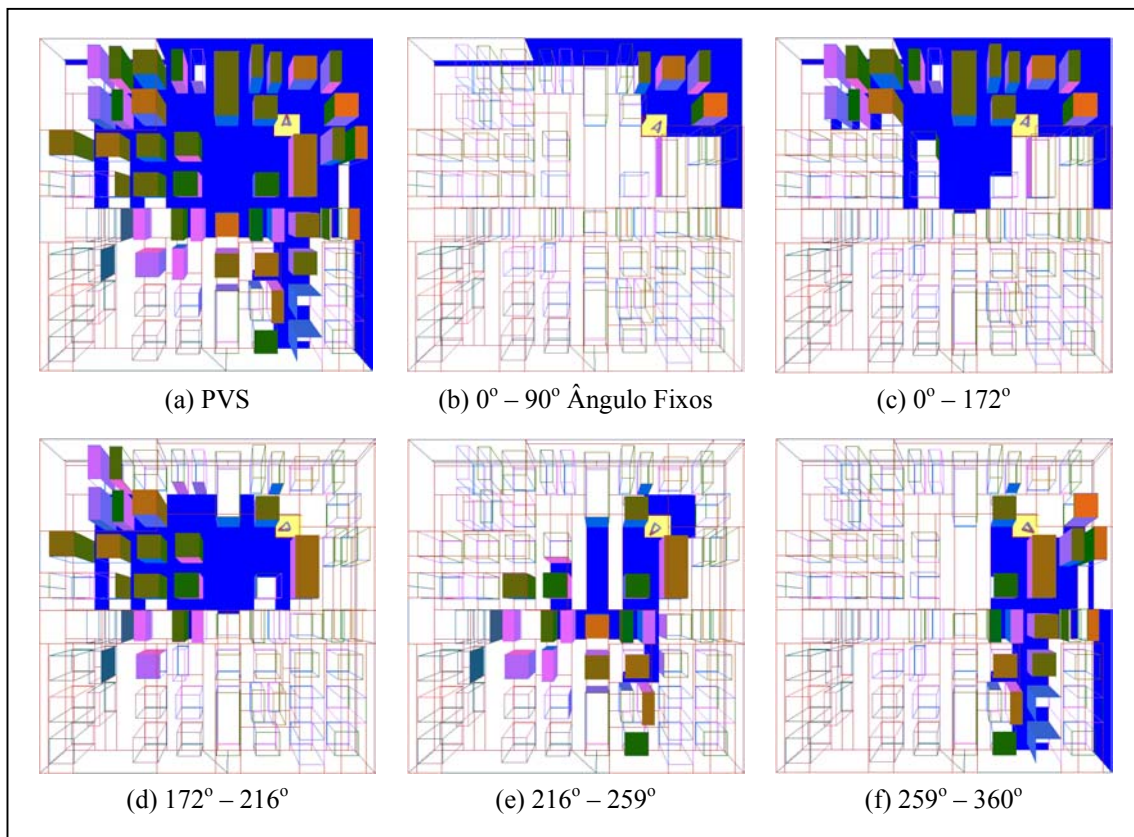 (a) PVS
(b) 0º – 90º Ângulo Fixos
(c) 0º – 172º
(d) 172º – 216º
(e) 216º – 259º
(f) 259º – 360º